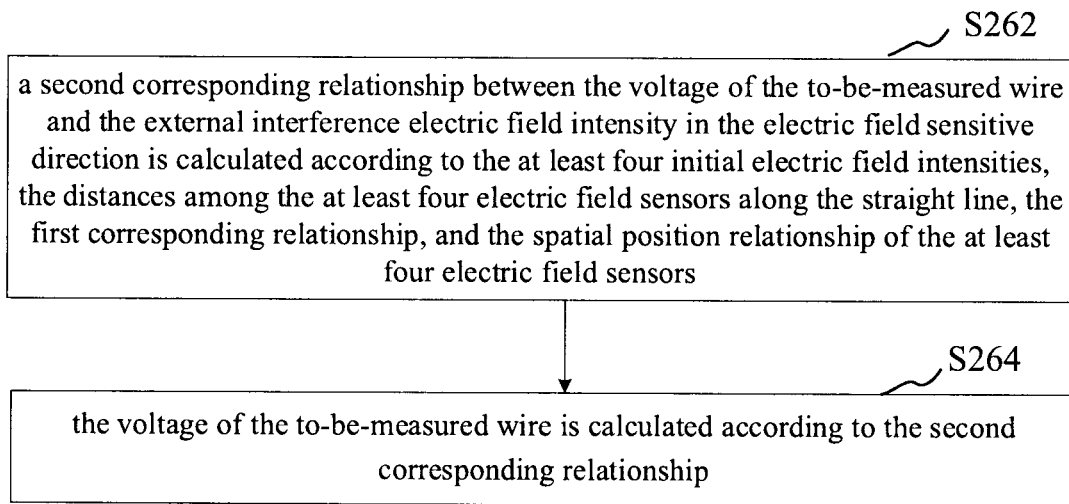 S262
a second corresponding relationship between the voltage of the to-be-measured wire
and the external interference electric field intensity in the electric field sensitive
direction is calculated according to the at least four initial electric field intensities,
the distances among the at least four electric field sensors along the straight line, the
first corresponding relationship, and the spatial position relationship of the at least
four electric field sensors
S264
the voltage of the to-be-measured wire is calculated according to the second
corresponding relationship